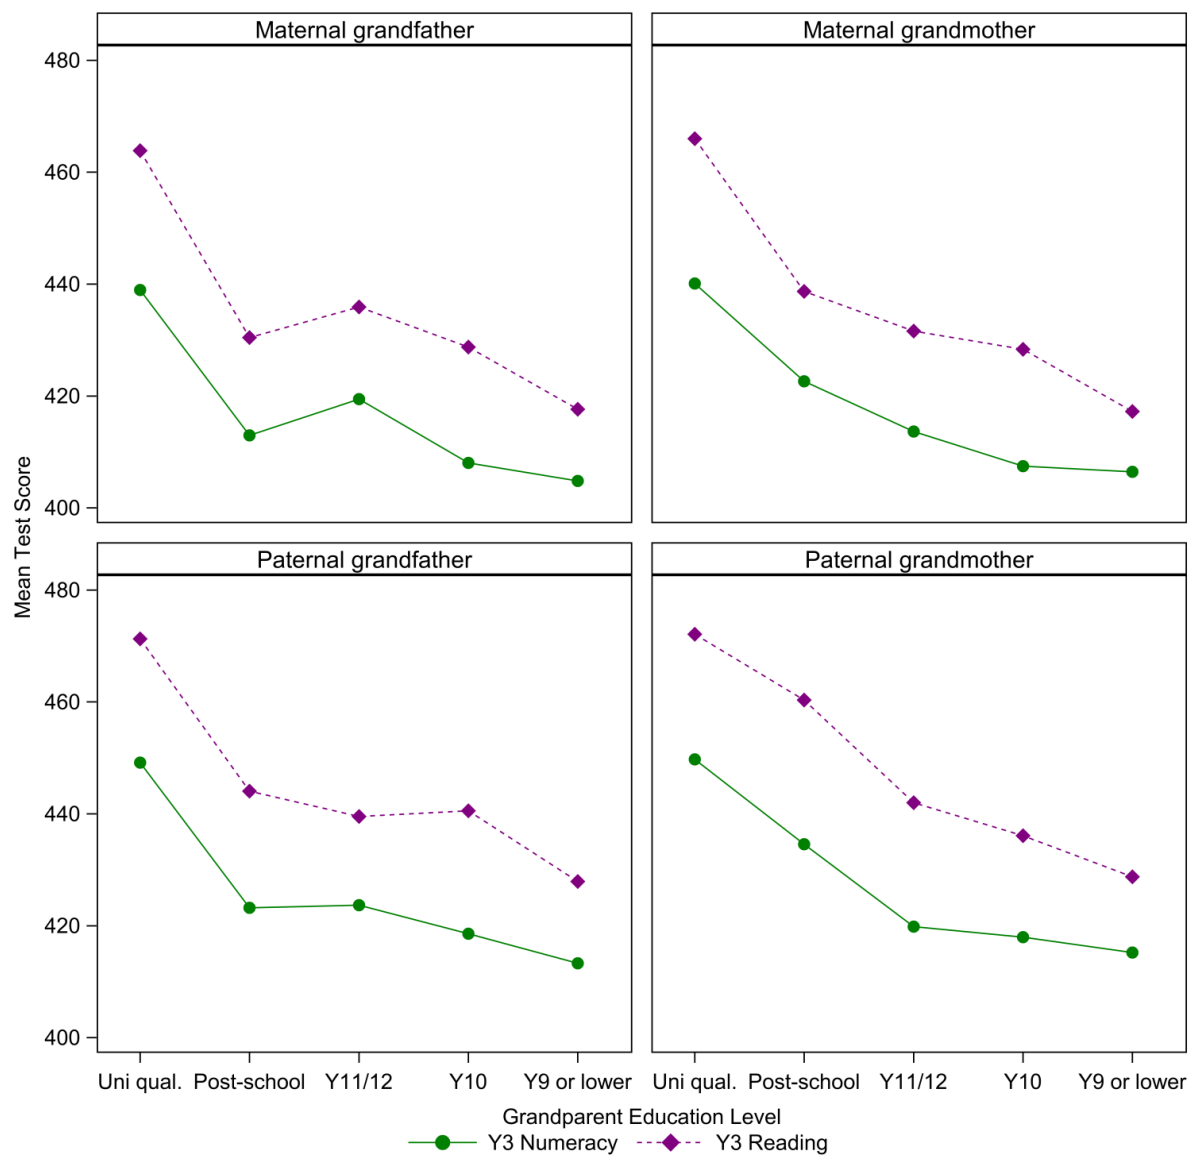 Maternal grandfather
Maternal grandmother
480
460
440
420
400
Paternal grandfather
Paternal grandmother
480
460
440
420
400
Mean Test Score
Uni qual. Post-school Y11/12 Y10 Y9 or lower
Uni qual. Post-school Y11/12 Y10 Y9 or lower
Grandparent Education Level
Y3 Numeracy Y3 Reading